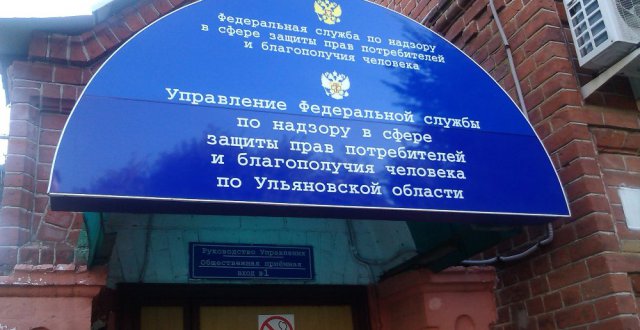 Федеральная служба по надзору
в сфере защиты прав потребителей
и благополучия человека
Управление Федеральной службы
по надзору в сфере
защиты прав потребителей
и благополучия человека
по Ульяновской области
Руководство Управления
Общественная приёмная
вход №1